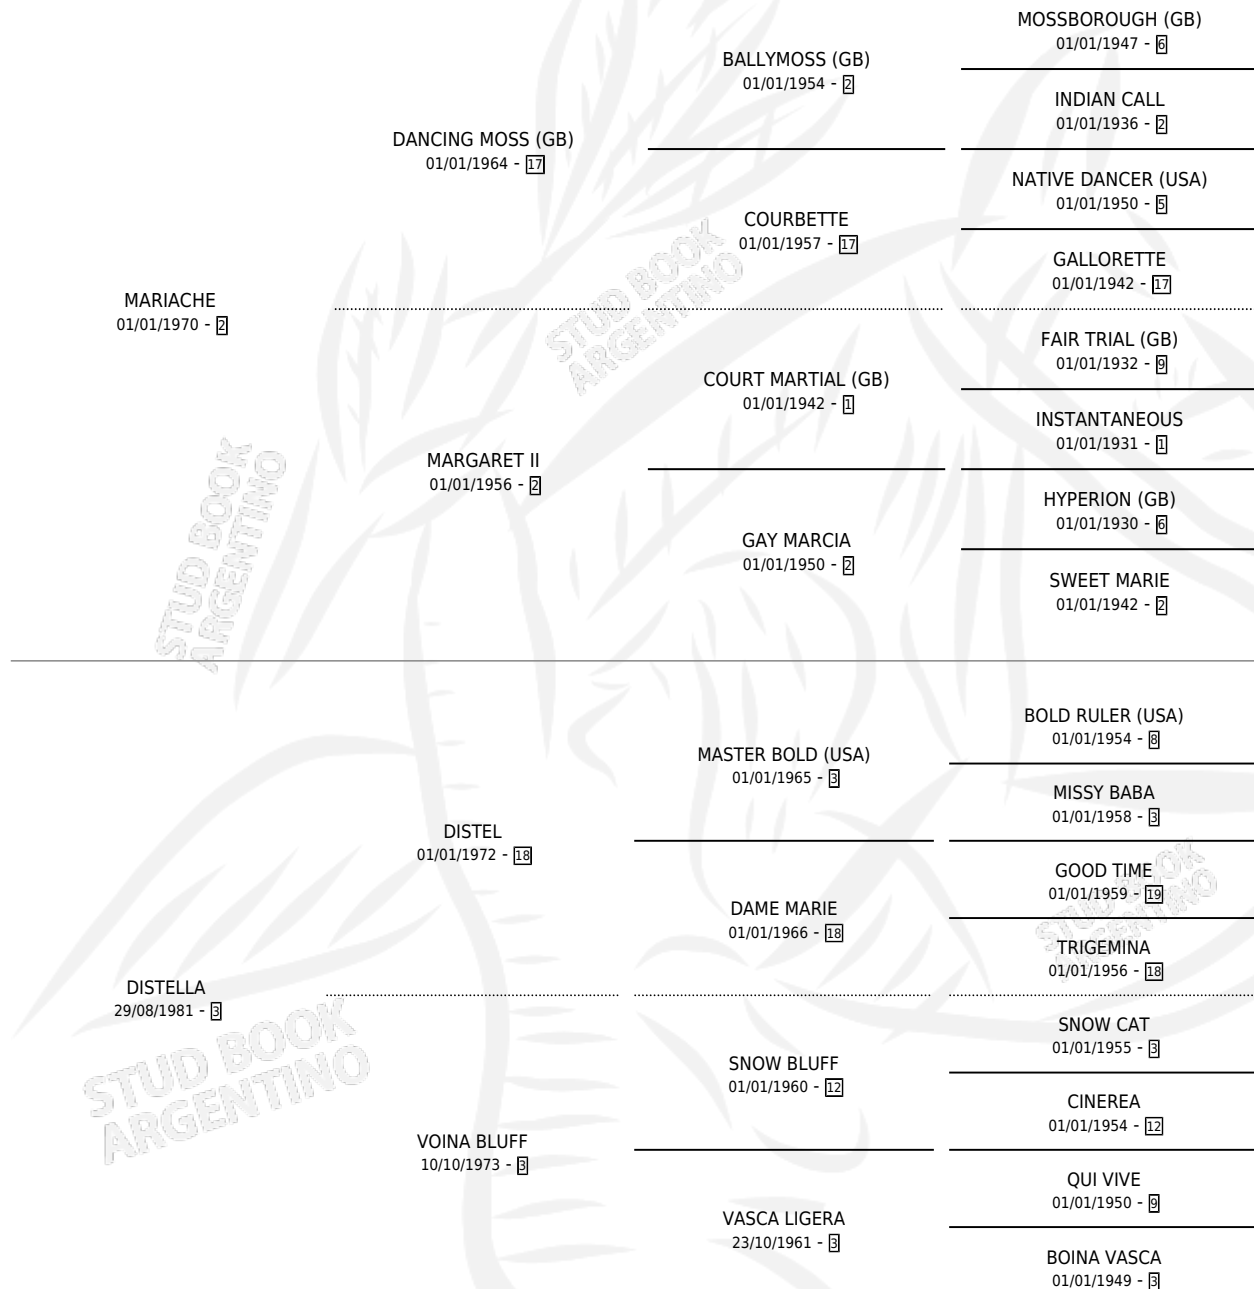 MOSSBOROUGH (GB)
01/01/1947 - 6
BALLYMOSS (GB)
01/01/1954 - 2
INDIAN CALL
01/01/1936 - 2
DANCING MOSS (GB)
01/01/1964 - 17
NATIVE DANCER (USA)
01/01/1950 - 5
COURBETTE
01/01/1957 - 17
GALLORETTE
01/01/1942 - 17
MARIACHE
01/01/1970 - 2
FAIR TRIAL (GB)
01/01/1932 - 9
COURT MARTIAL (GB)
01/01/1942 - 1
INSTANTANEOUS
01/01/1931 - 1
MARGARET II
01/01/1956 - 2
HYPERION (GB)
01/01/1930 - 6
GAY MARCIA
01/01/1950 - 2
SWEET MARIE
01/01/1942 - 2
STUD BOOK
ARGENTINO
STUD BOOK
ARGENTINO
BOLD RULER (USA)
01/01/1954 - 8
MASTER BOLD (USA)
01/01/1965 - 3
MISSY BABA
01/01/1958 - 3
DISTEL
01/01/1972 - 18
GOOD TIME
01/01/1959 - 19
DAME MARIE
01/01/1966 - 18
TRIGEMINA
01/01/1956 - 18
STUD BOOK
ARGENTINO
DISTELLA
29/08/1981 - 3
SNOW CAT
01/01/1955 - 3
SNOW BLUFF
01/01/1960 - 12
CINEREA
01/01/1954 - 12
VOINA BLUFF
10/10/1973 - 3
QUI VIVE
01/01/1950 - 9
VASCA LIGERA
23/10/1961 - 3
BOINA VASCA
01/01/1949 - 3
STUD BOOK
ARGENTINO